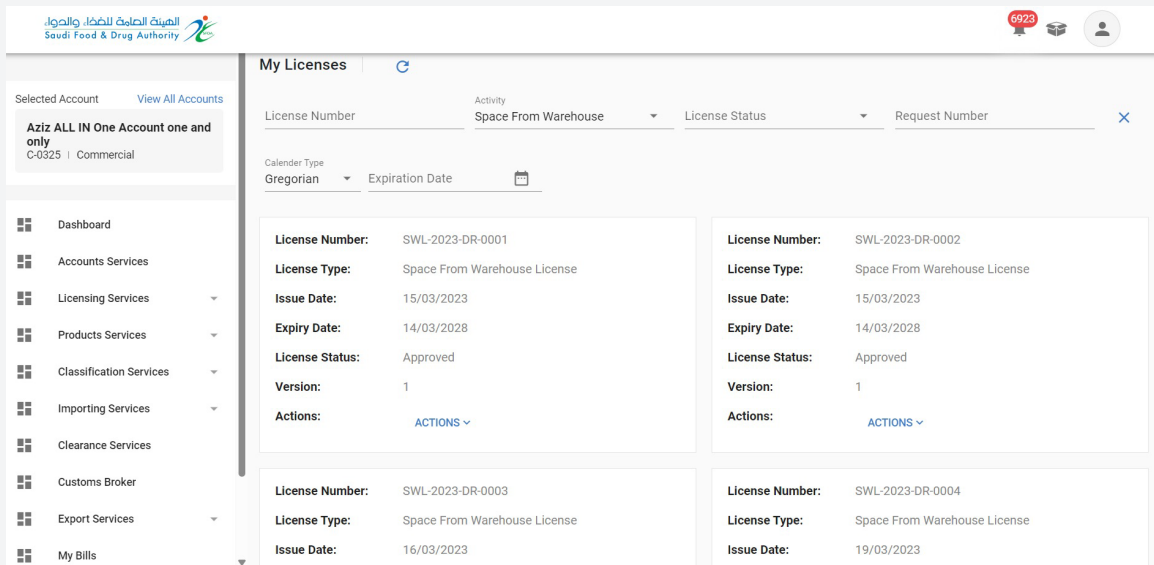 الهيئة العامة للغذاء والدواء
Saudi Food & Drug Authority
6923
Selected Account View All Accounts
Aziz ALL IN One Account one and
only
C-0325 | Commercial
Dashboard
Accounts Services
Licensing Services
Products Services
Classification Services
Importing Services
Clearance Services
Customs Broker
Export Services
My Bills
My Licenses
License Number
Activity
Space From Warehouse
License Status
Request Number
Calender Type
Gregorian
Expiration Date
License Number: SWL-2023-DR-0001
License Type: Space From Warehouse License
Issue Date: 15/03/2023
Expiry Date: 14/03/2028
License Status: Approved
Version: 1
Actions: ACTIONS
License Number: SWL-2023-DR-0002
License Type: Space From Warehouse License
Issue Date: 15/03/2023
Expiry Date: 14/03/2028
License Status: Approved
Version: 1
Actions: ACTIONS
License Number: SWL-2023-DR-0003
License Type: Space From Warehouse License
Issue Date: 16/03/2023
License Number: SWL-2023-DR-0004
License Type: Space From Warehouse License
Issue Date: 19/03/2023